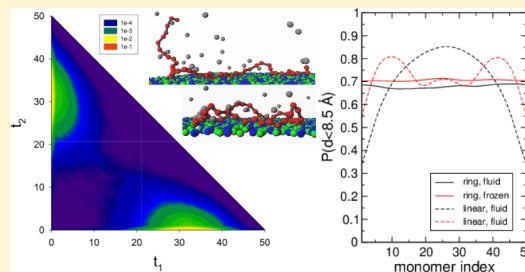 50
40
30
20
10
0
t2
0 10 20 30 40 50
t1
1e-4
1e-3
1e-2
1e-1
1
0.9
0.8
0.7
0.6
0.5
0.4
0.3
0.2
0.1
0
P(d<8.5 Å)
10 20 30 40 50
monomer index
ring, fluid
ring, frozen
linear, fluid
linear, fluid